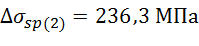 Δσsp(2) = 236,3 МПа